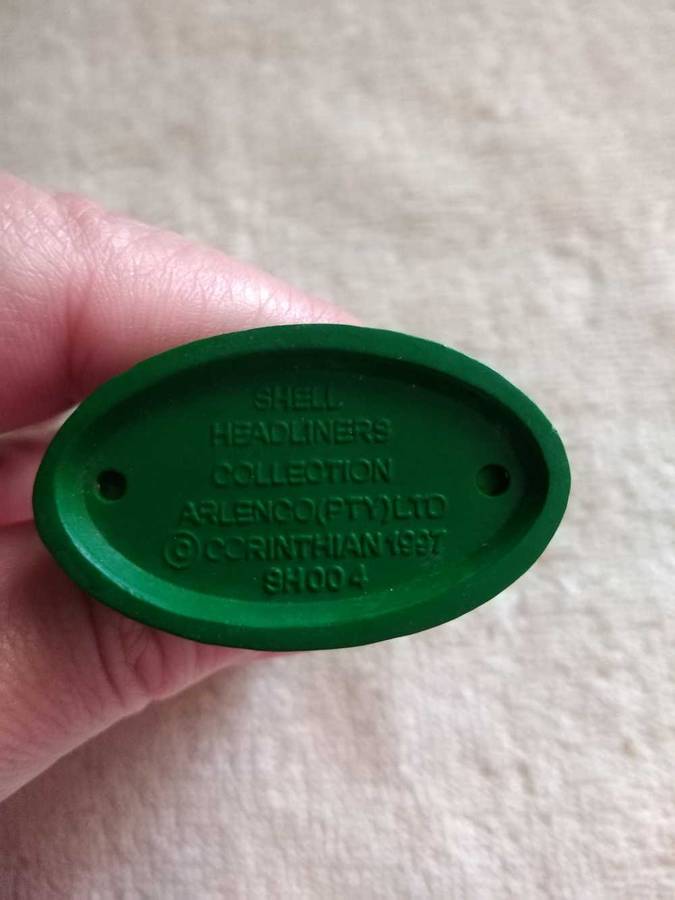 SHELL
HEADLINERS
COLLECTION
ARLENCO(PTY)LTD
© CORINTHIAN 1997
SH004